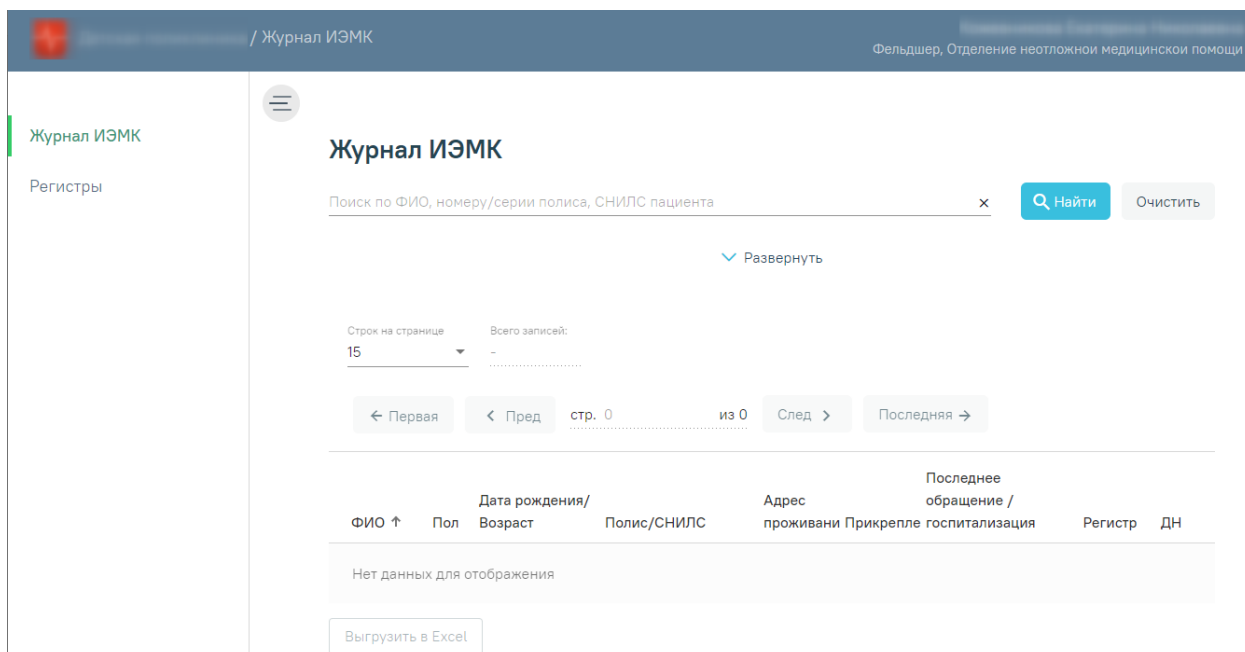 / Журнал ИЭМК
Фельдшер, Отделение неотложной медицинской помощи
Журнал ИЭМК
Регистры
Журнал ИЭМК
Поиск по ФИО, номеру/серии полиса, СНИЛС пациента
×
Найти
Очистить
Развернуть
Строк на странице
Всего записей:
15
-
← Первая
Пред
стр. 0
из 0
След
Последняя →
ФИО ↑
Пол
Дата рождения/
Возраст
Полис/СНИЛС
Адрес
проживани
Прикрепле
Последнее
обращение /
госпитализация
Регистр
ДН
Нет данных для отображения
Выгрузить в Excel